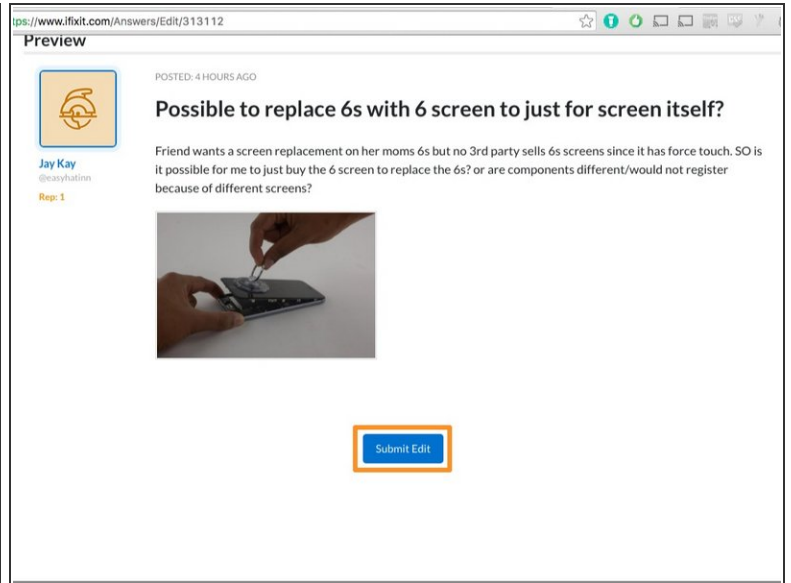 tps://www.ifixit.com/Answers/Edit/313112
Preview
POSTED: 4 HOURS AGO
Possible to replace 6s with 6 screen to just for screen itself?
Jay Kay
@easyhatinn
Rep: 1
Friend wants a screen replacement on her moms 6s but no 3rd party sells 6s screens since it has force touch. SO is
it possible for me to just buy the 6 screen to replace the 6s? or are components different/would not register
because of different screens?
Submit Edit